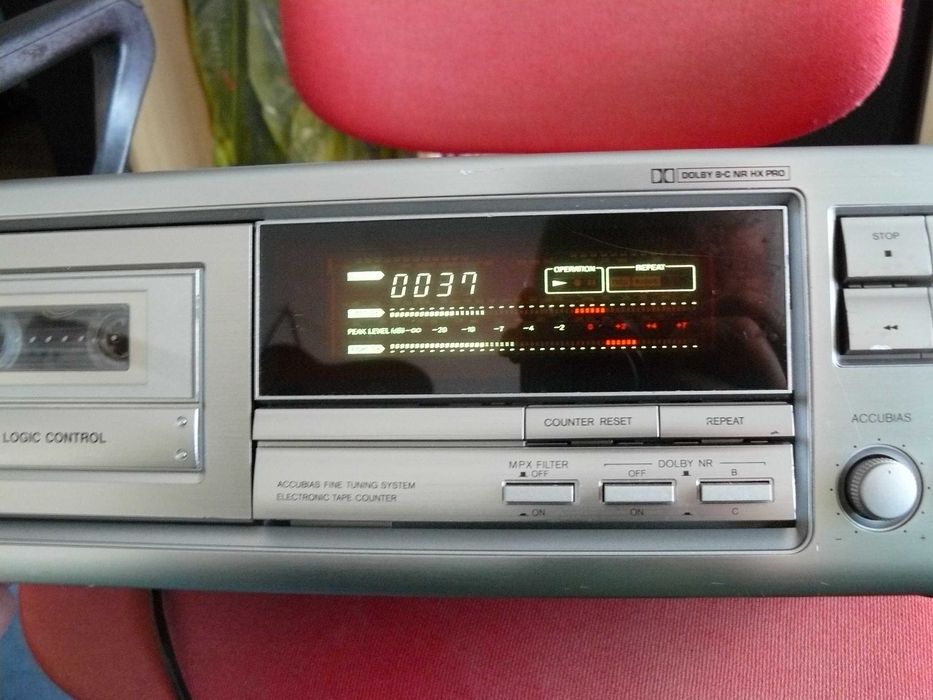 DOLBY B-C NR HX PRO
STOP
OPERATION
REPEAT
0037
PEAK LEVEL (dB) -∞ -20 -10 -7 -4 -2 0 +2 +4 +7
ACCUBIAS
COUNTER RESET
REPEAT
LOGIC CONTROL
MPX FILTER
OFF
ON
DOLBY NR
OFF
ON
B
C
ACCUBIAS FINE TUNING SYSTEM
ELECTRONIC TAPE COUNTER
- +